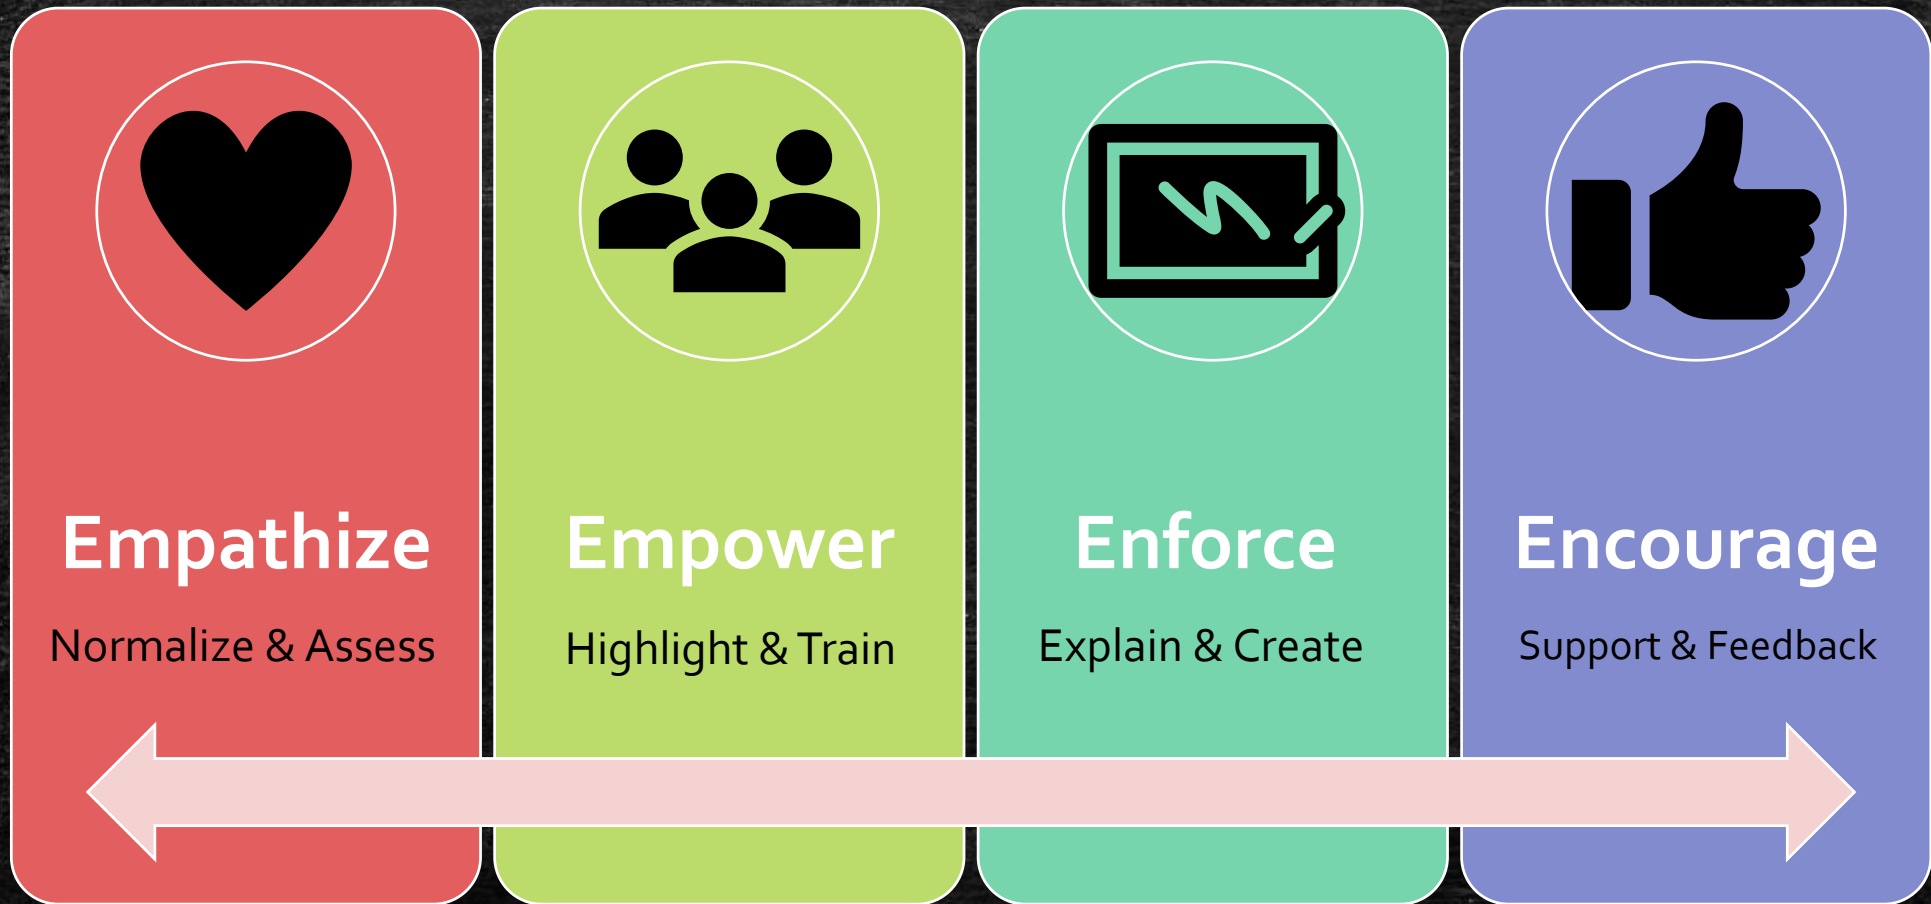 Empathize
Normalize & Assess
Empower
Highlight & Train
Enforce
Explain & Create
Encourage
Support & Feedback